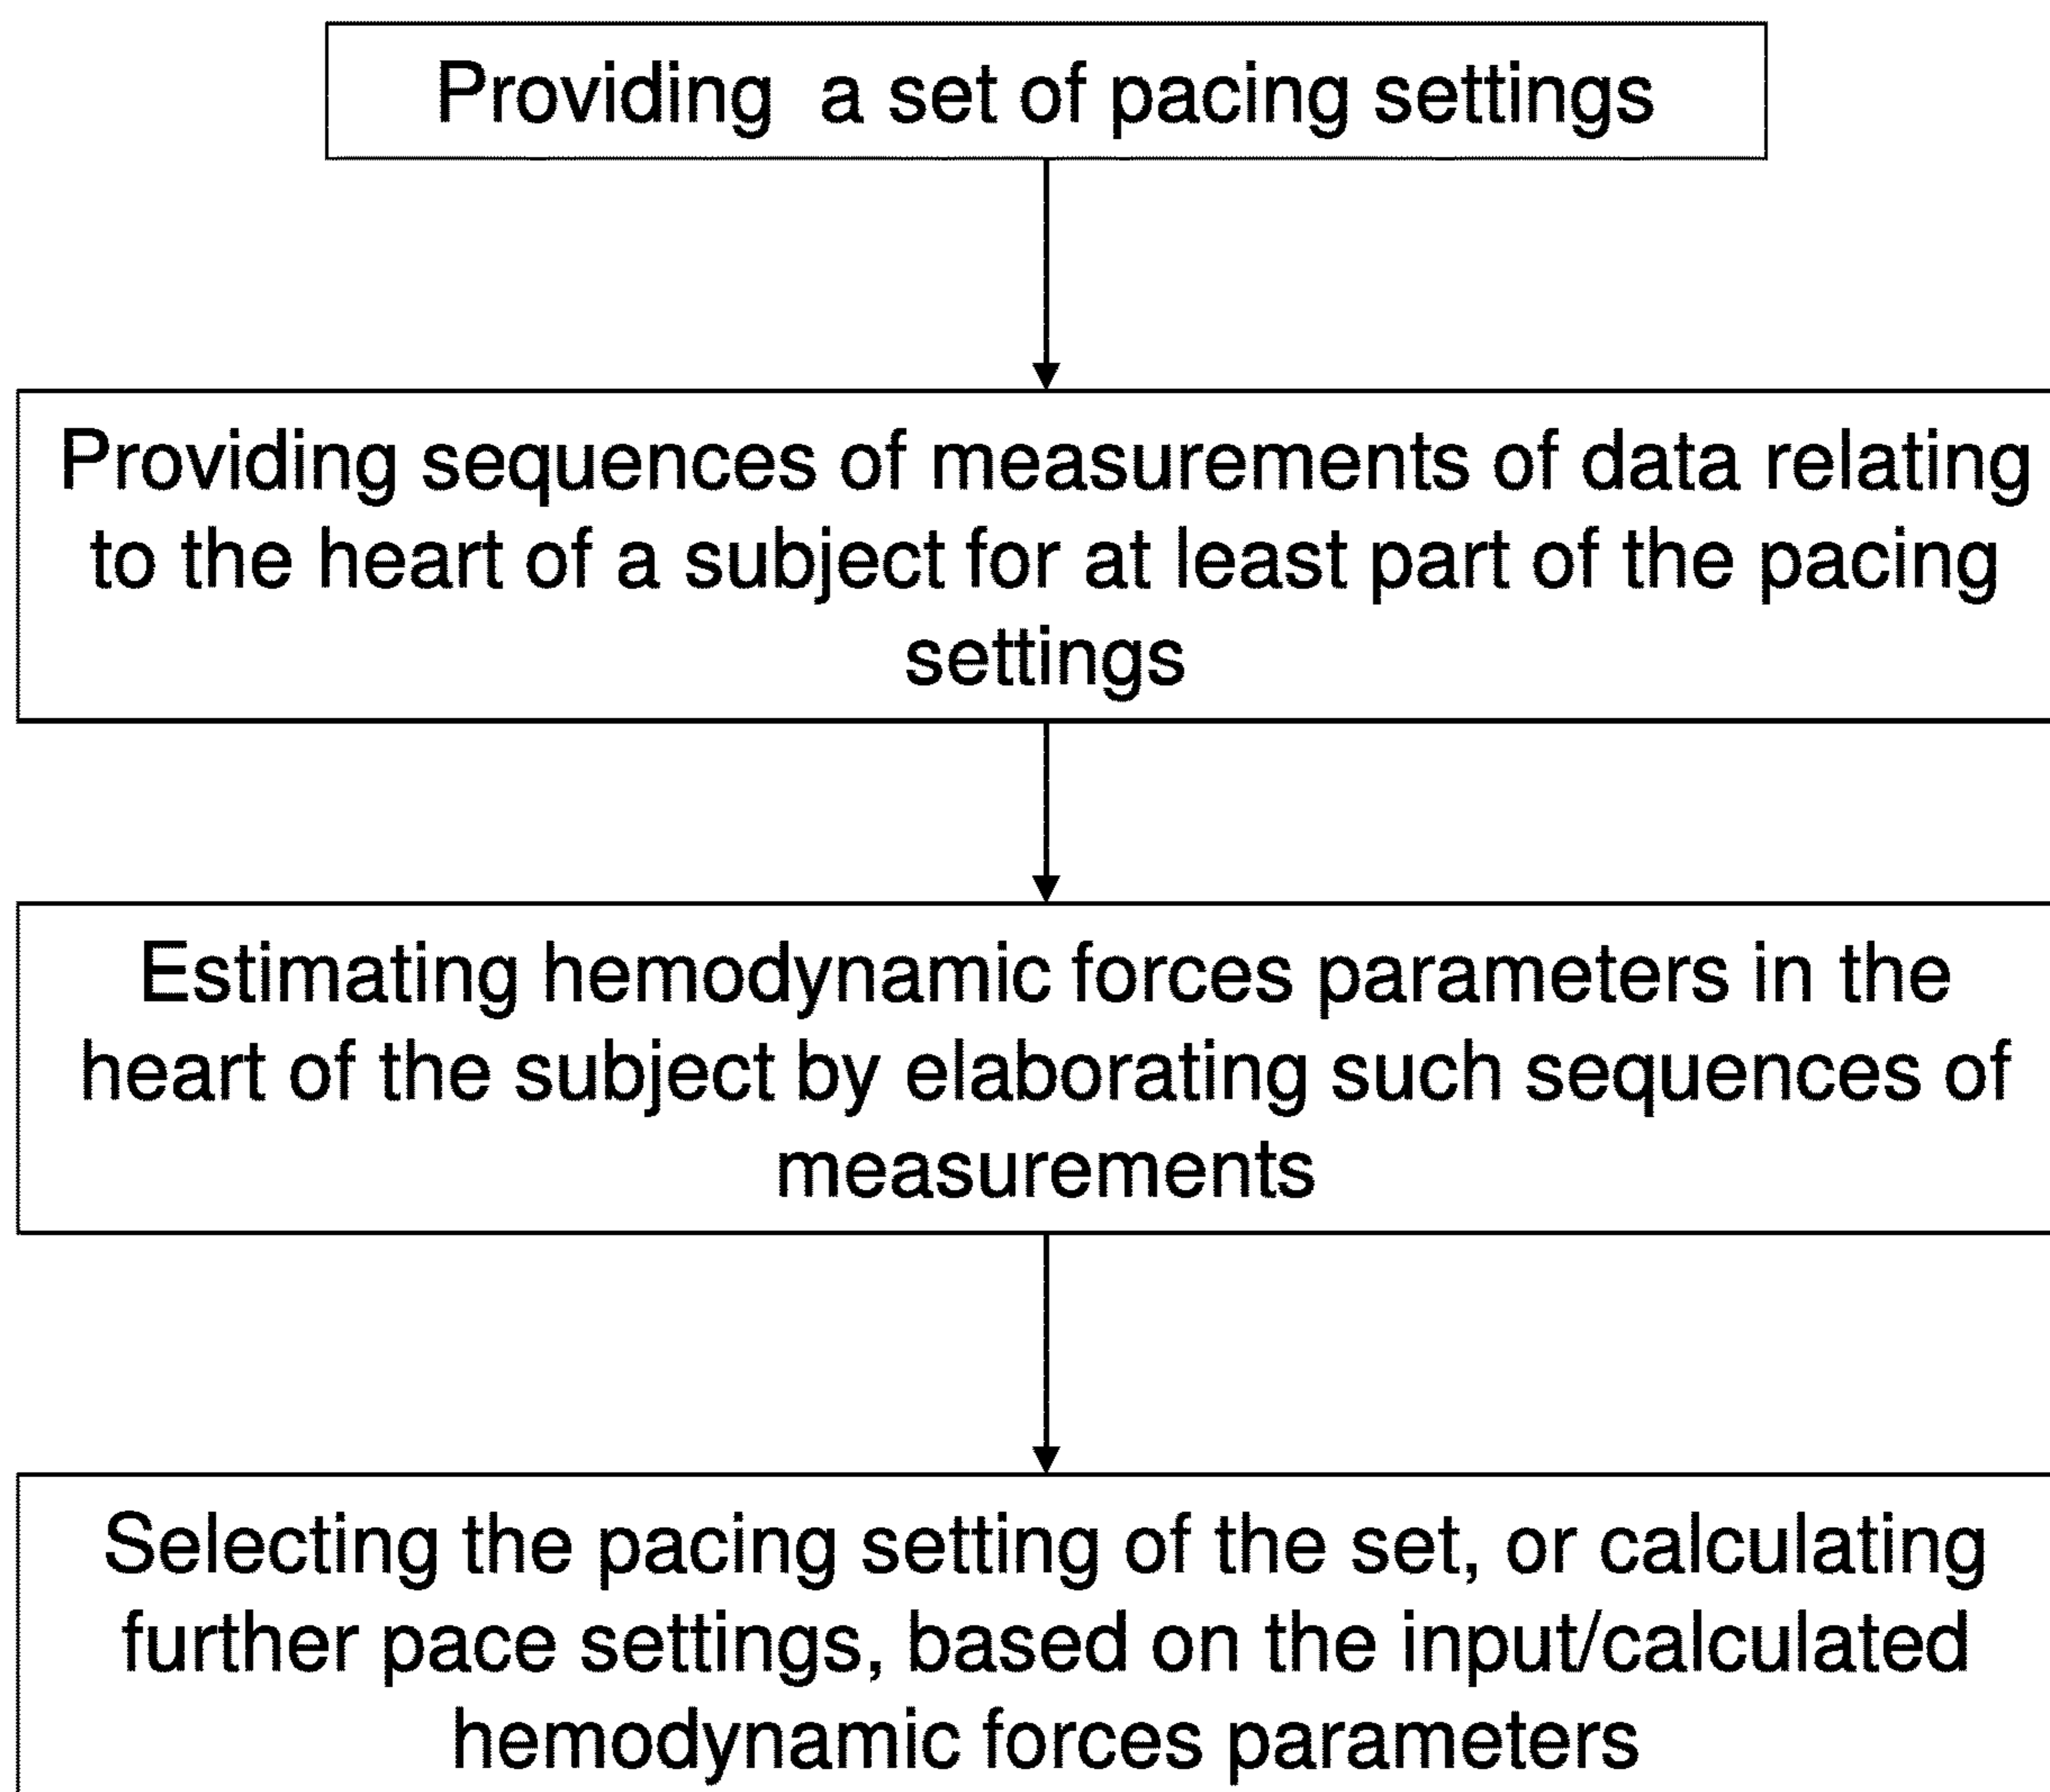 Providing a set of pacing settings
Providing sequences of measurements of data relating
to the heart of a subject for at least part of the pacing
settings
Estimating hemodynamic forces parameters in the
heart of the subject by elaborating such sequences of
measurements
Selecting the pacing setting of the set, or calculating
further pace settings, based on the input/calculated
hemodynamic forces parameters